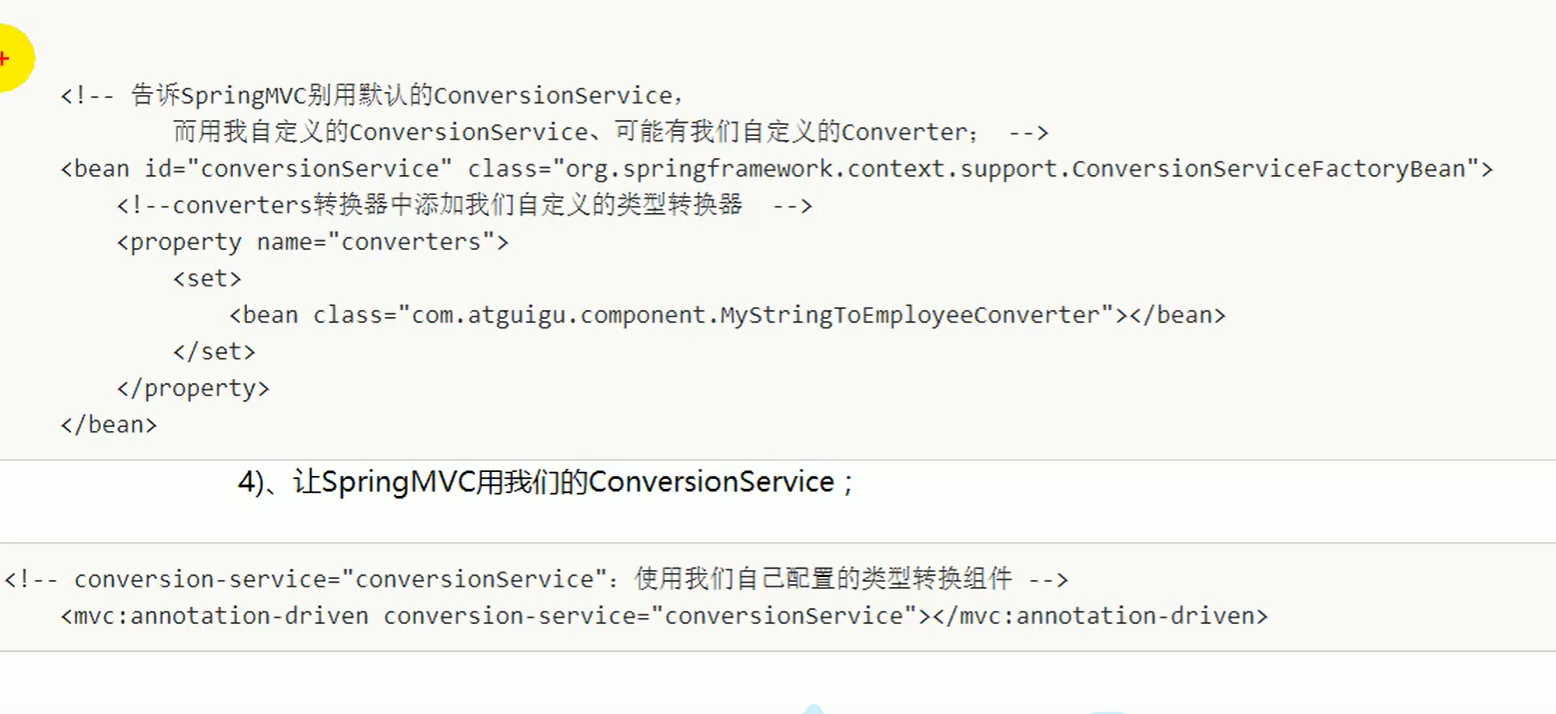 +
<!-- 告诉SpringMVC别用默认的ConversionService,
而用我自定义的ConversionService、可能有我们自定义的Converter; -->
<bean id="conversionService" class="org.springframework.context.support.ConversionServiceFactoryBean">
<!--converters转换器中添加我们自定义的类型转换器 -->
<property name="converters">
<set>
<bean class="com.atguigu.component.MyStringToEmployeeConverter"></bean>
</set>
</property>
</bean>
4)、让SpringMVC用我们的ConversionService；
<!-- conversion-service="conversionService": 使用我们自己配置的类型转换组件 -->
<mvc:annotation-driven conversion-service="conversionService"></mvc:annotation-driven>